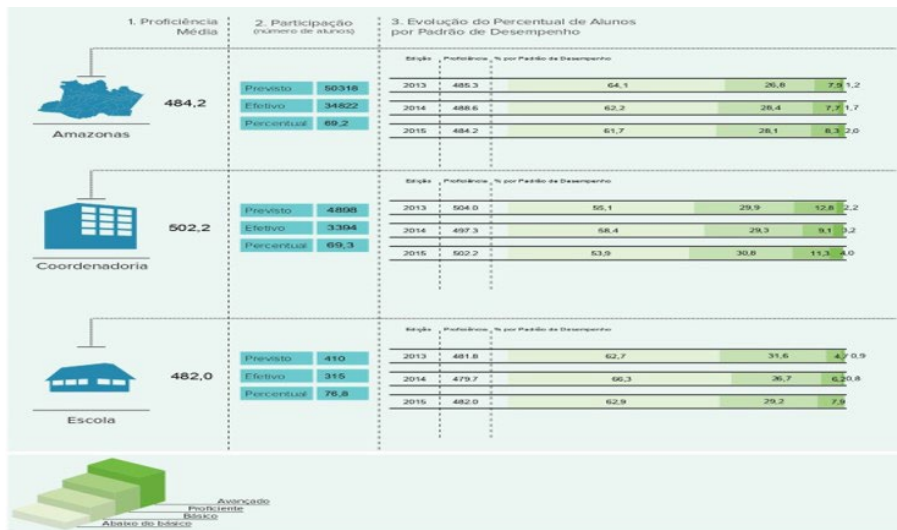 1. Proficiência Média
2. Participação (número de alunos)
3. Evolução do Percentual de Alunos por Padrão de Desempenho
Amazonas
484,2
Previsto 50318
Efetivo 34822
Percentual 69,2
Edição Proficiência % por Padrão de Desempenho
2013 485.3 64,1 26,8 7,9 1,2
2014 488.6 62,2 28,4 7,7 1,7
2015 484.2 61,7 28,1 8,3 2,0
Coordenadoria
502,2
Previsto 4898
Efetivo 3394
Percentual 69,3
Edição Proficiência % por Padrão de Desempenho
2013 504.0 55,1 29,9 12,8 2,2
2014 497.3 58,4 29,3 9,1 3,2
2015 502.2 53,9 30,8 11,3 4,0
Escola
482,0
Previsto 410
Efetivo 315
Percentual 76,8
Edição Proficiência % por Padrão de Desempenho
2013 481.8 62,7 31,6 4,7 0,9
2014 479.7 66,3 26,7 6,2 0,8
2015 482.0 62,9 29,2 7,9
Avançado
Proficiente
Básico
Abaixo do básico